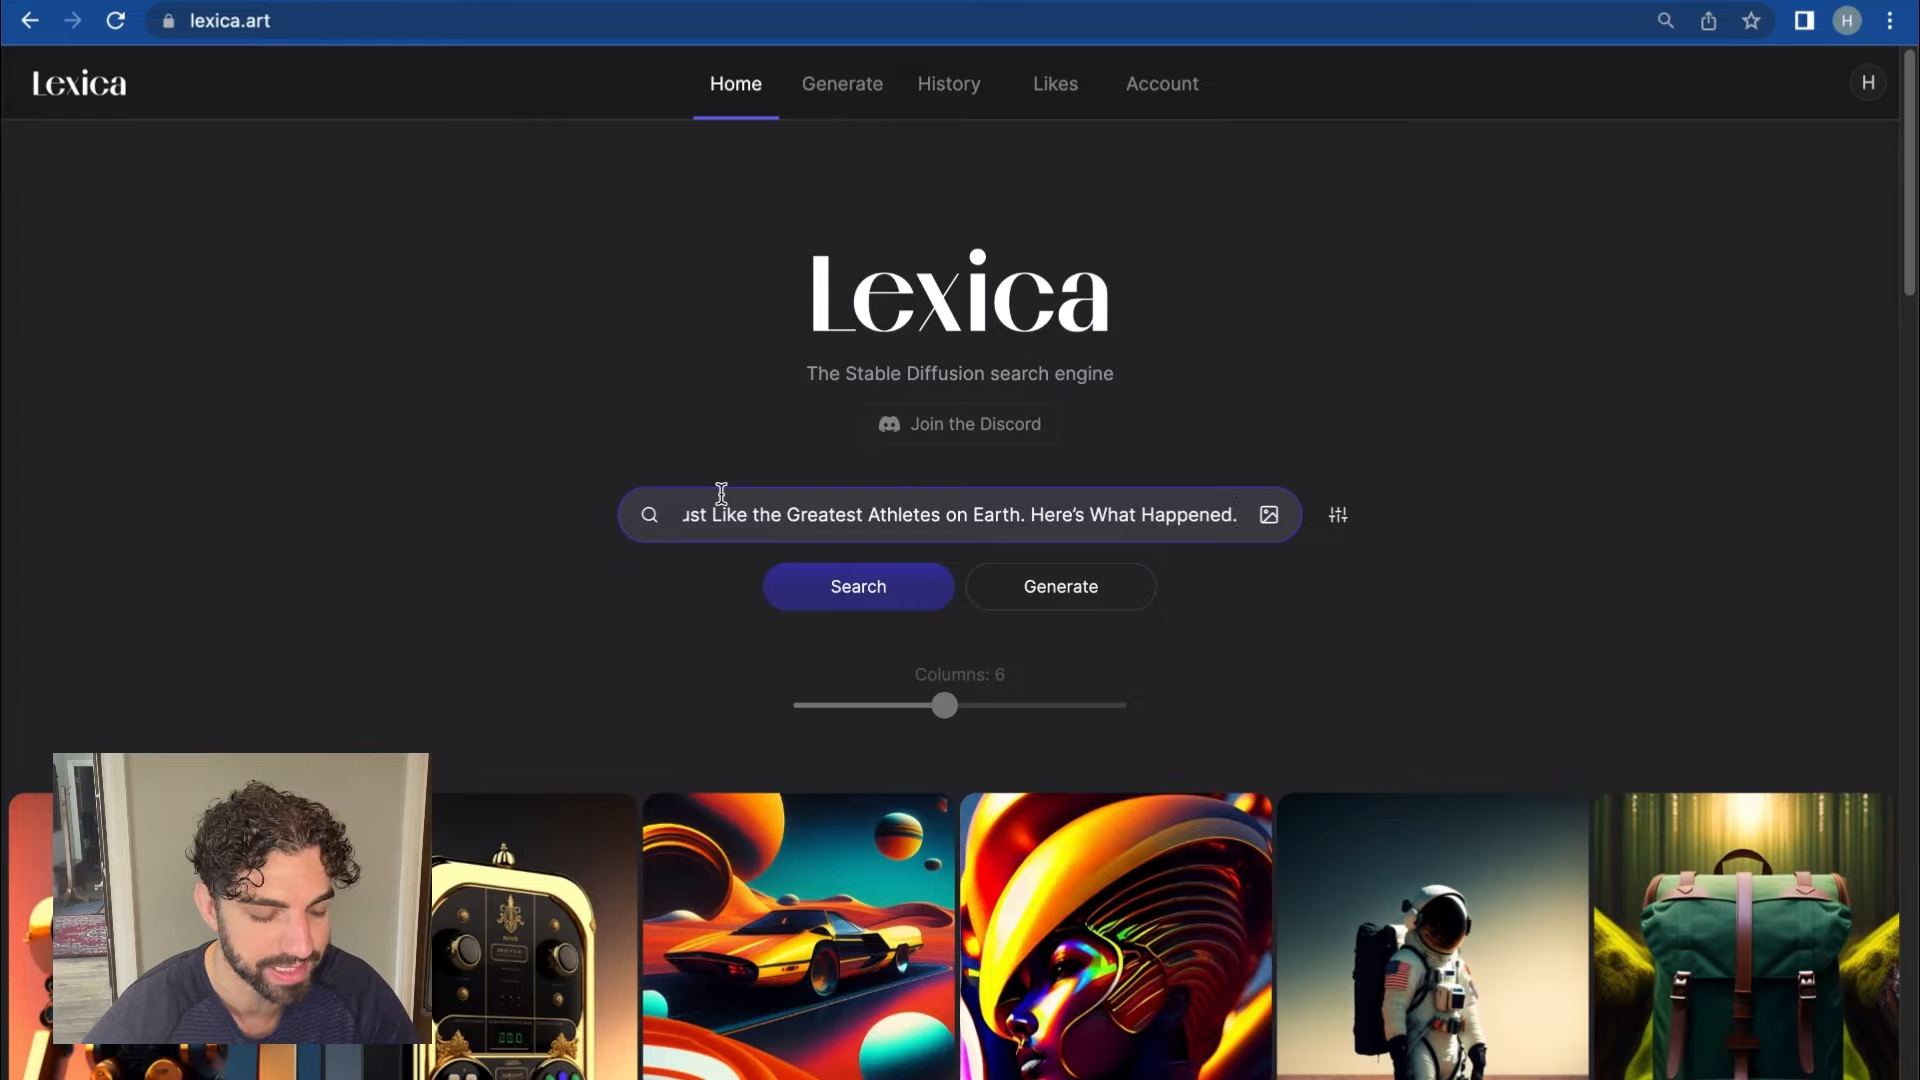 lexica.art
H
Lexica
Home
Generate
History
Likes
Account
H
Lexica
The Stable Diffusion search engine
Join the Discord
Like the Greatest Athletes on Earth. Here’s What Happened.
Search
Generate
Columns: 6